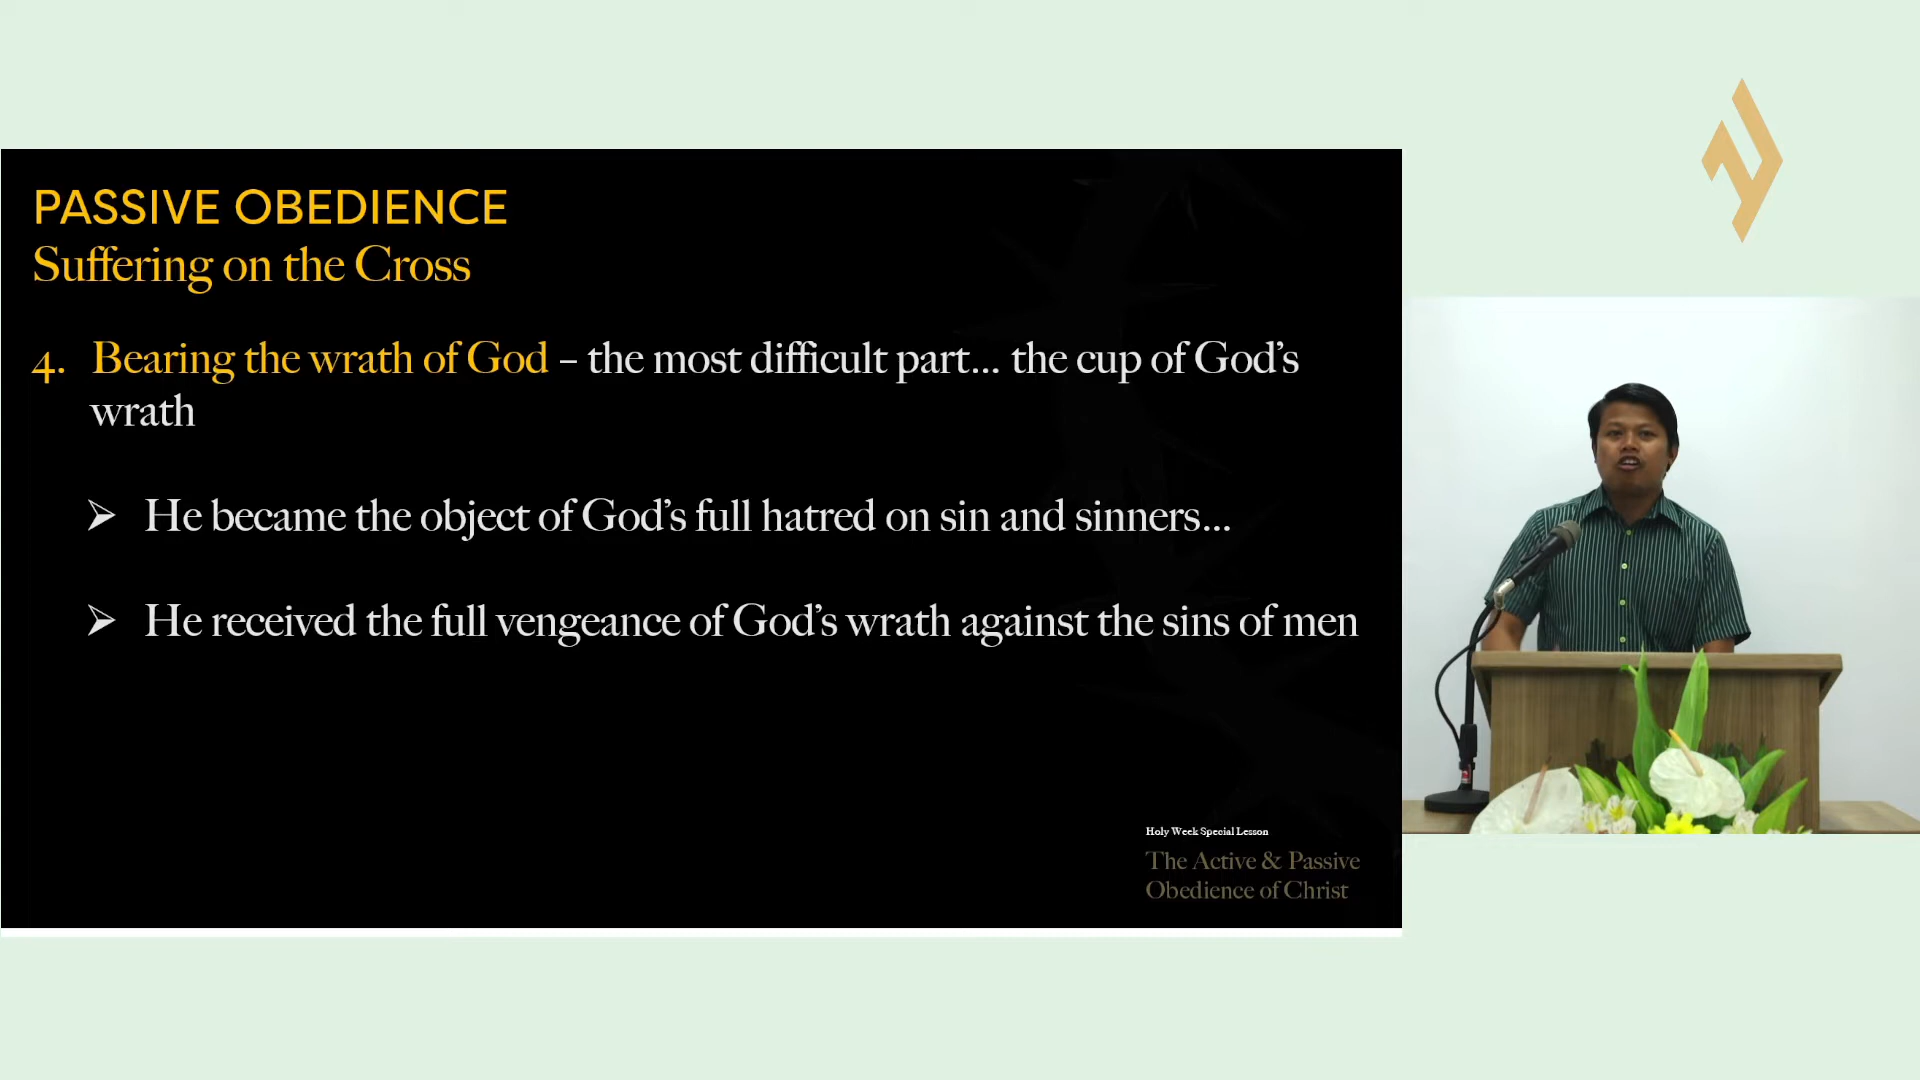 PASSIVE OBEDIENCE
Suffering on the Cross
4. Bearing the wrath of God – the most difficult part... the cup of God's
wrath
➢ He became the object of God's full hatred on sin and sinners...
➢ He received the full vengeance of God's wrath against the sins of men
Holy Week Special Lesson
The Active & Passive
Obedience of Christ